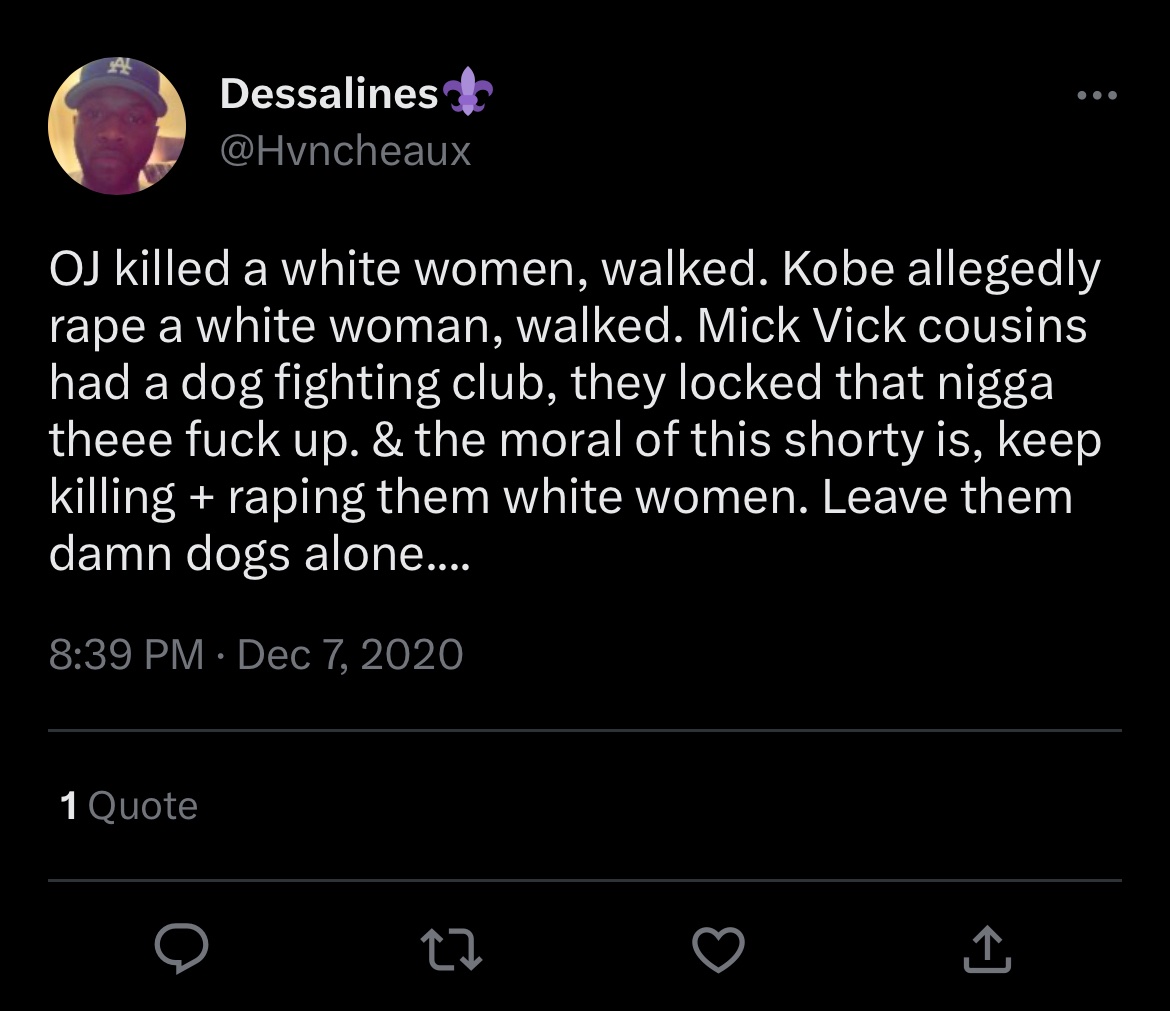 Dessalines⚜
@Hvncheaux
OJ killed a white women, walked. Kobe allegedly
rape a white woman, walked. Mick Vick cousins
had a dog fighting club, they locked that nigga
theee fuck up. & the moral of this shorty is, keep
killing + raping them white women. Leave them
damn dogs alone....
8:39 PM · Dec 7, 2020
1 Quote